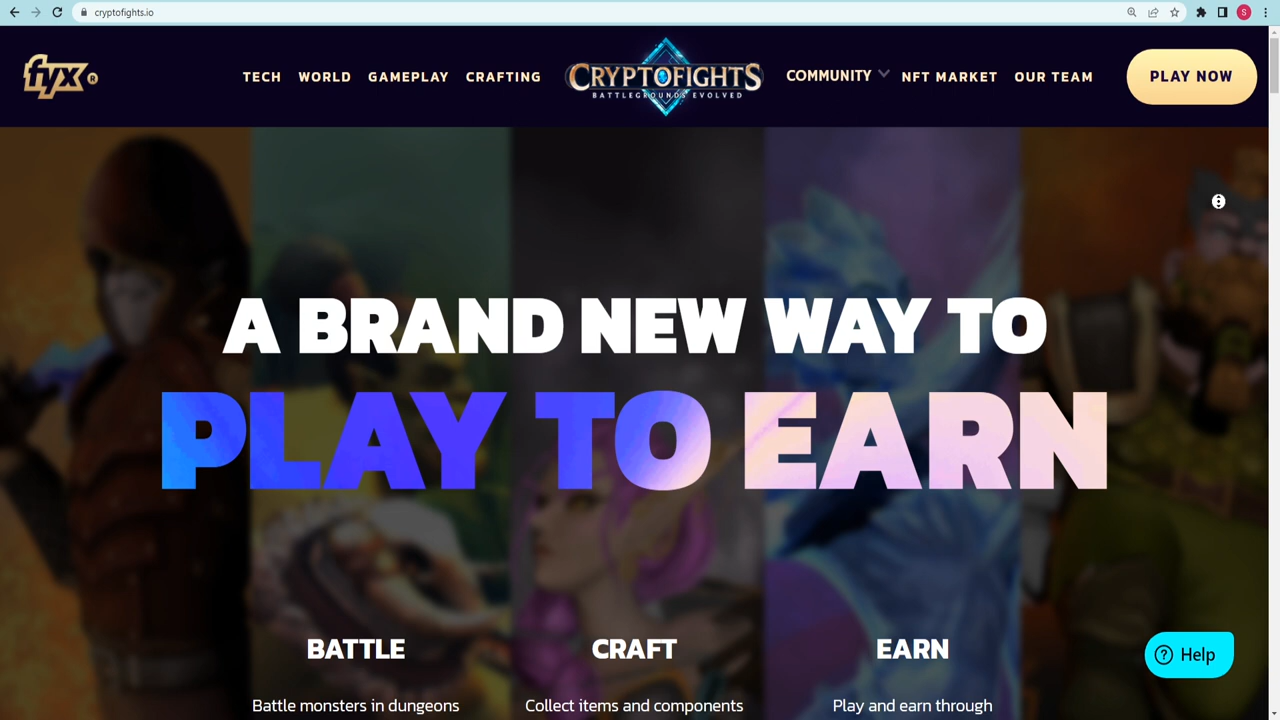 cryptofights.io
S
fyx®
TECH WORLD GAMEPLAY CRAFTING
CRYPTOFIGHTS
BATTLEGROUNDS EVOLVED
COMMUNITY NFT MARKET OUR TEAM
PLAY NOW
A BRAND NEW WAY TO
PLAY TO EARN
BATTLE CRAFT EARN
Battle monsters in dungeons Collect items and components Play and earn through
? Help